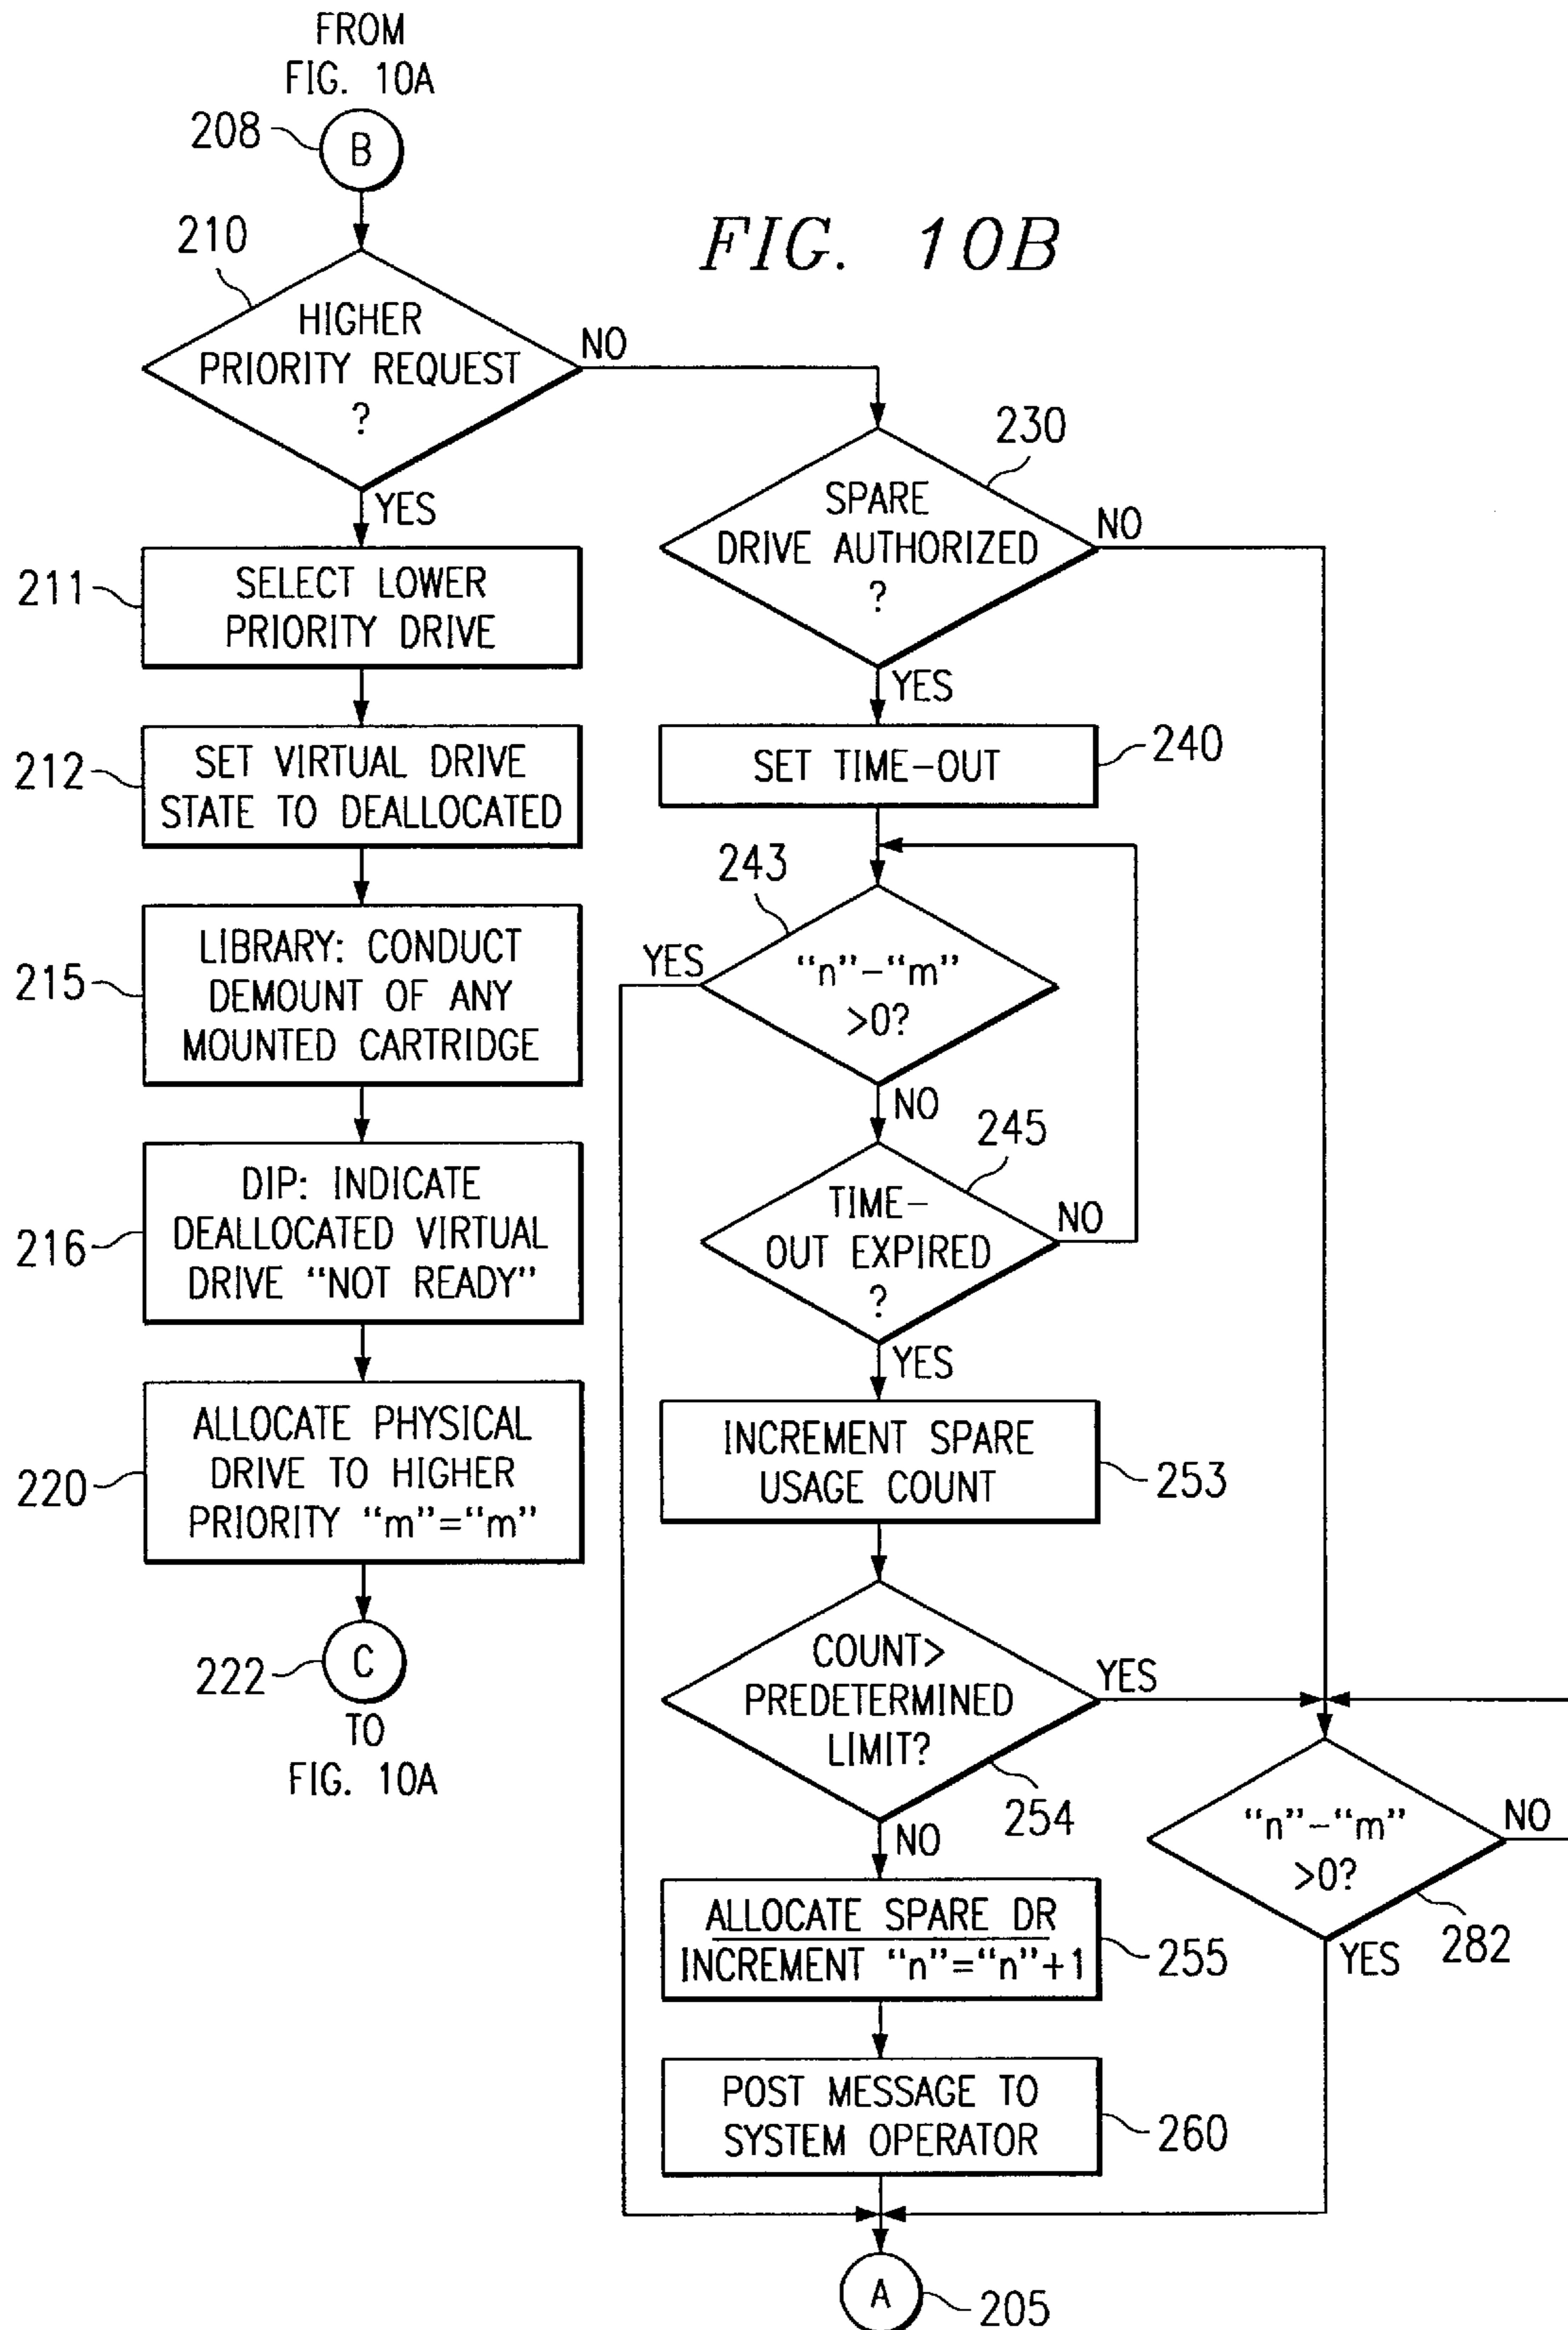 FROM
FIG. 10A
208
B
FIG. 10B
210
HIGHER
PRIORITY REQUEST
?
NO
YES
230
SPARE
DRIVE AUTHORIZED
?
NO
YES
211
SELECT LOWER
PRIORITY DRIVE
212
SET VIRTUAL DRIVE
STATE TO DEALLOCATED
215
LIBRARY: CONDUCT
DEMOUNT OF ANY
MOUNTED CARTRIDGE
216
DIP: INDICATE
DEALLOCATED VIRTUAL
DRIVE “NOT READY”
220
ALLOCATE PHYSICAL
DRIVE TO HIGHER
PRIORITY “m”=“m”
222
C
TO
FIG. 10A
SET TIME-OUT
240
243
YES
“n”-“m”
>0?
NO
245
TIME-
OUT EXPIRED
?
NO
YES
INCREMENT SPARE
USAGE COUNT
253
COUNT>
PREDETERMINED
LIMIT?
YES
254
NO
“n”-“m”
>0?
NO
282
YES
ALLOCATE SPARE DR
INCREMENT “n”=“n”+1
255
POST MESSAGE TO
SYSTEM OPERATOR
260
A
205